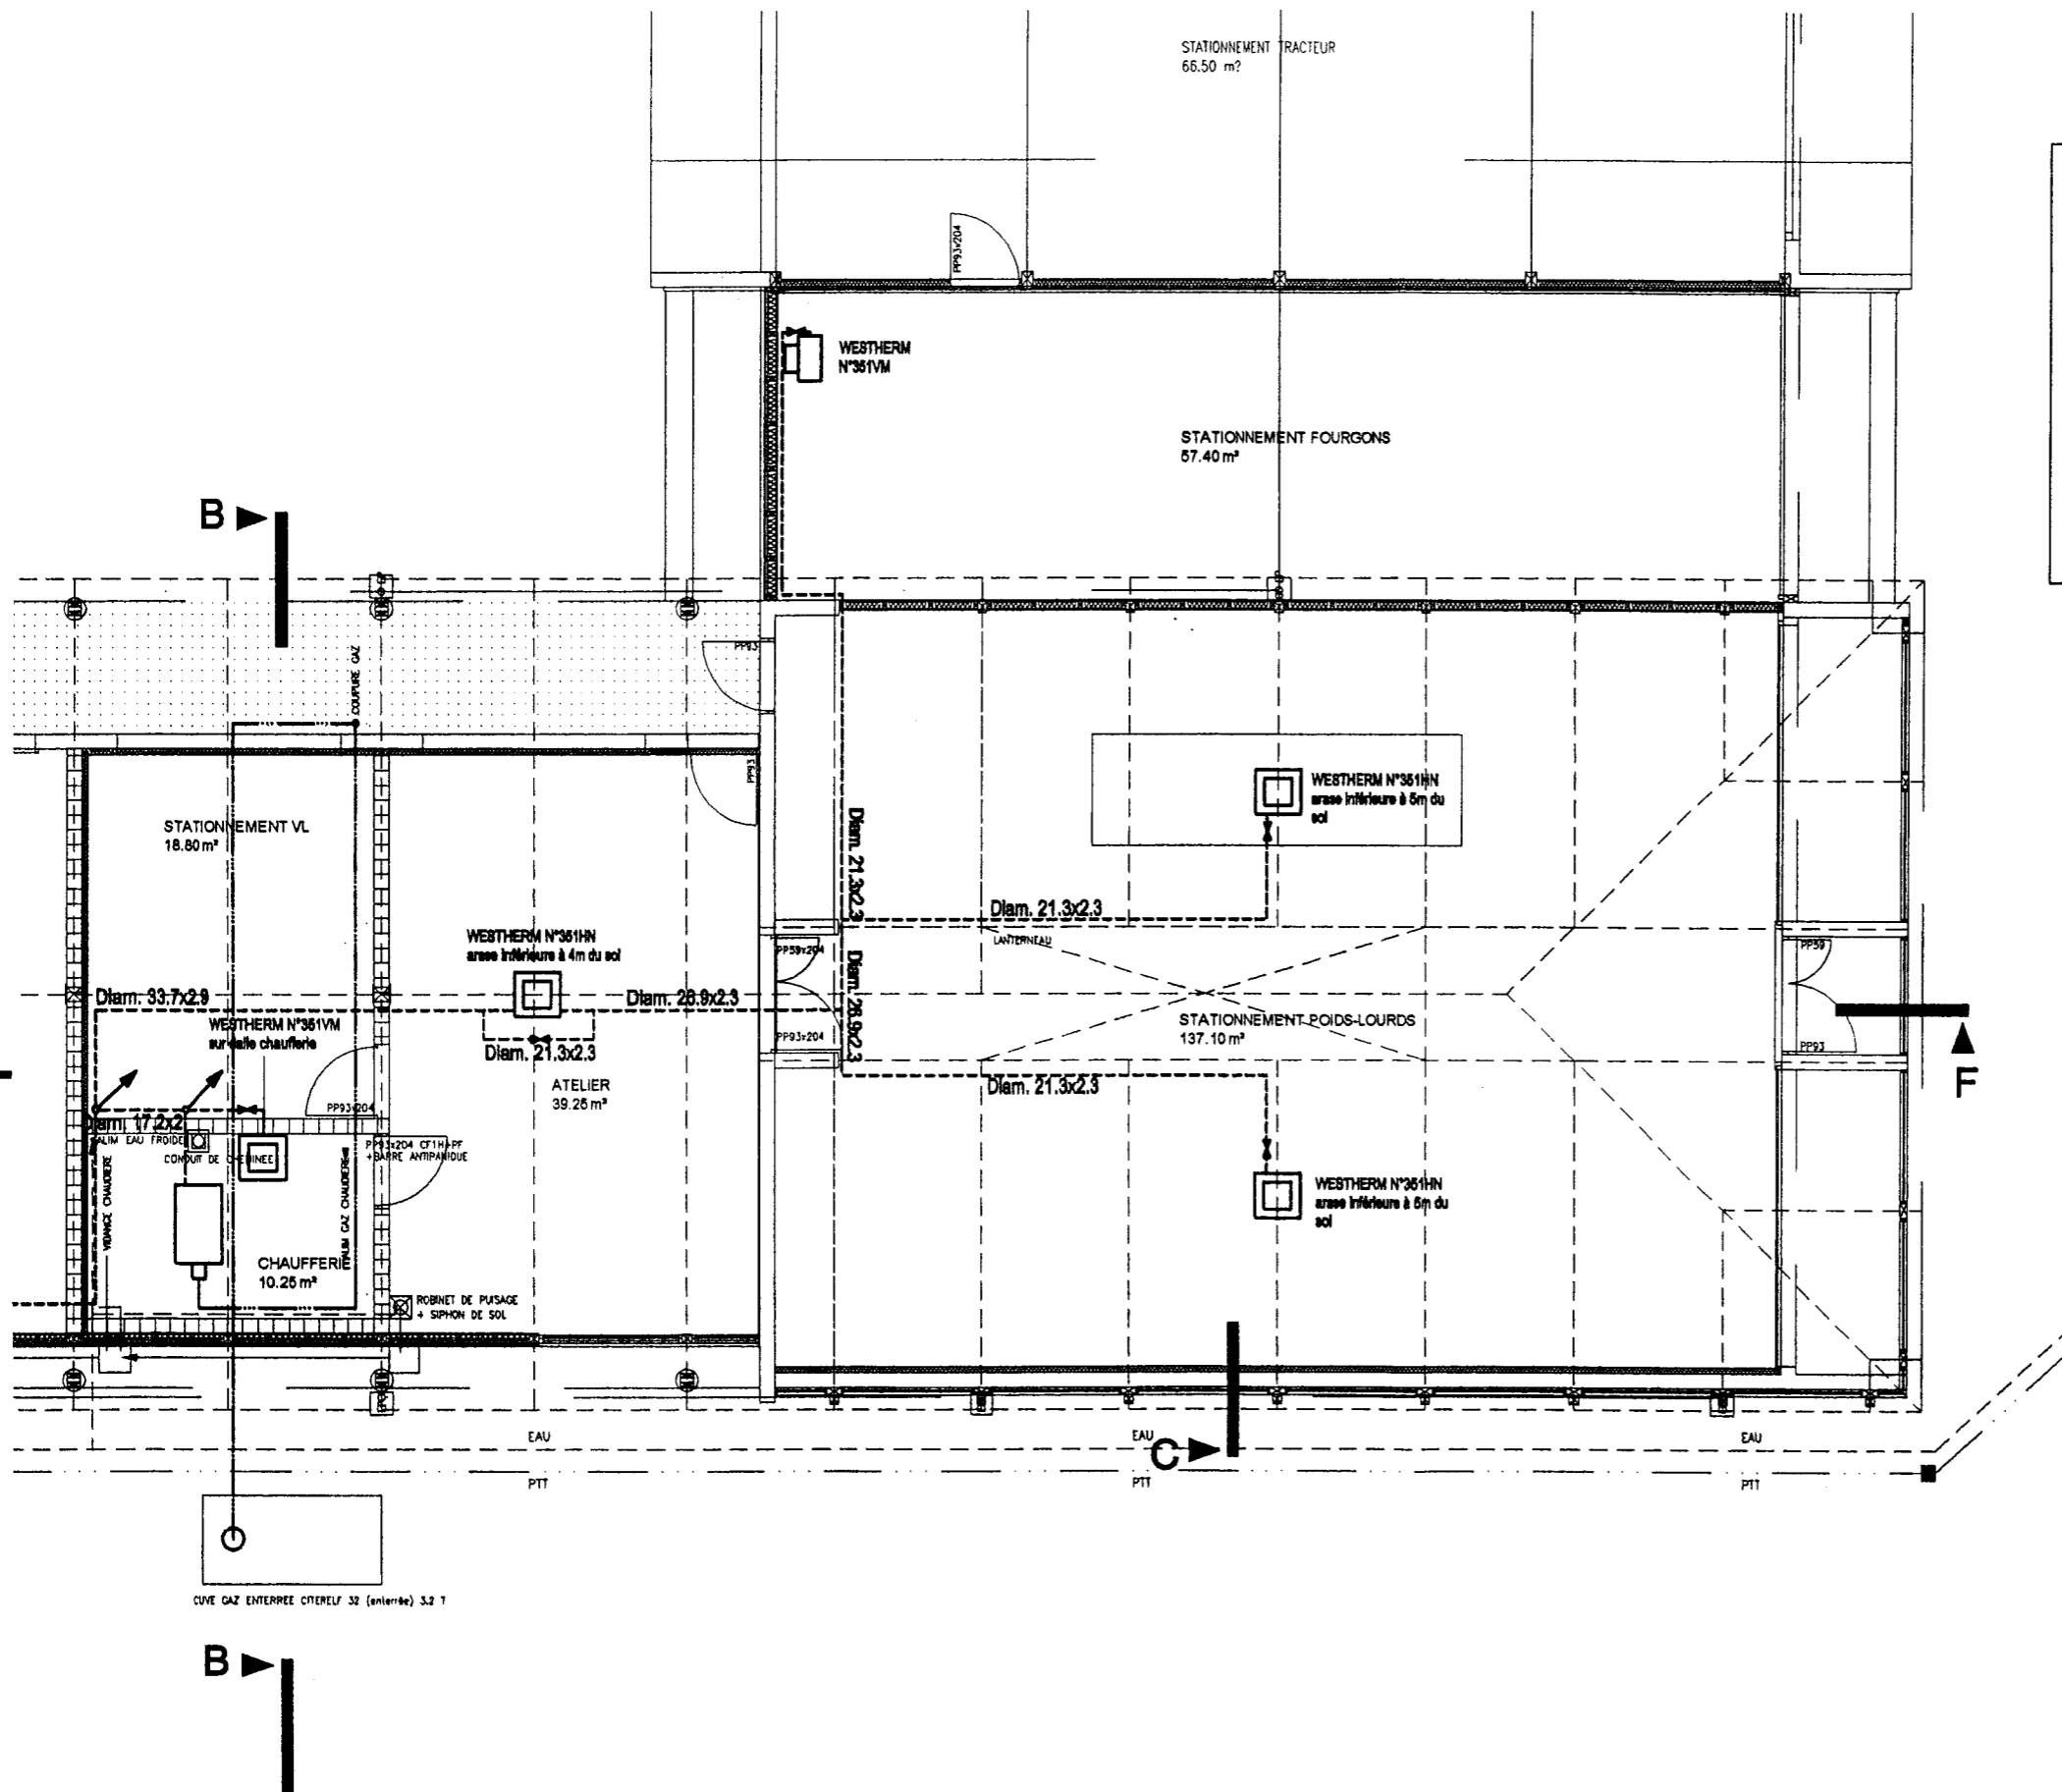 STATIONNEMENT TRACTEUR
66.50 m?
PP93x204
WESTHERM
N°351VM
STATIONNEMENT FOURGONS
57.40 m²
B
COUPURE GAZ
PP93
PP93
STATIONNEMENT VL
18.80 m²
WESTHERM N°351HN
arase inférieure à 5m du
sol
Diam. 21.3x2.3
Diam. 21.3x2.3
LANTERNEAU
WESTHERM N°351HN
arase inférieure à 4m du sol
PP59x204
PP59
Diam. 33.7x2.9
Diam. 26.9x2.3
Diam. 26.9x2.3
WESTHERM N°351VM
sur dalle chaufferie
STATIONNEMENT POIDS-LOURDS
137.10 m²
PP93x204
PP93
Diam. 21.3x2.3
F
ATELIER
39.25 m²
Diam. 21.3x2.3
PP93x204
Diam. 17.2x2
ALIM EAU FROIDE
CONDUIT DE CHEMINEE
PP93x204 CF1H+PF
+BARRE ANTIPANIQUE
VIDANGE CHAUDIERE
ALIM GAZ CHAUDIERE
WESTHERM N°351HN
arase inférieure à 5m du
sol
CHAUFFERIE
10.25 m²
ROBINET DE PUISAGE
+ SIPHON DE SOL
EAU
EAU
EAU
C
PTT
PTT
PTT
CUVE GAZ ENTERREE CITERELF 32 (enterrée) 3.2 T
B